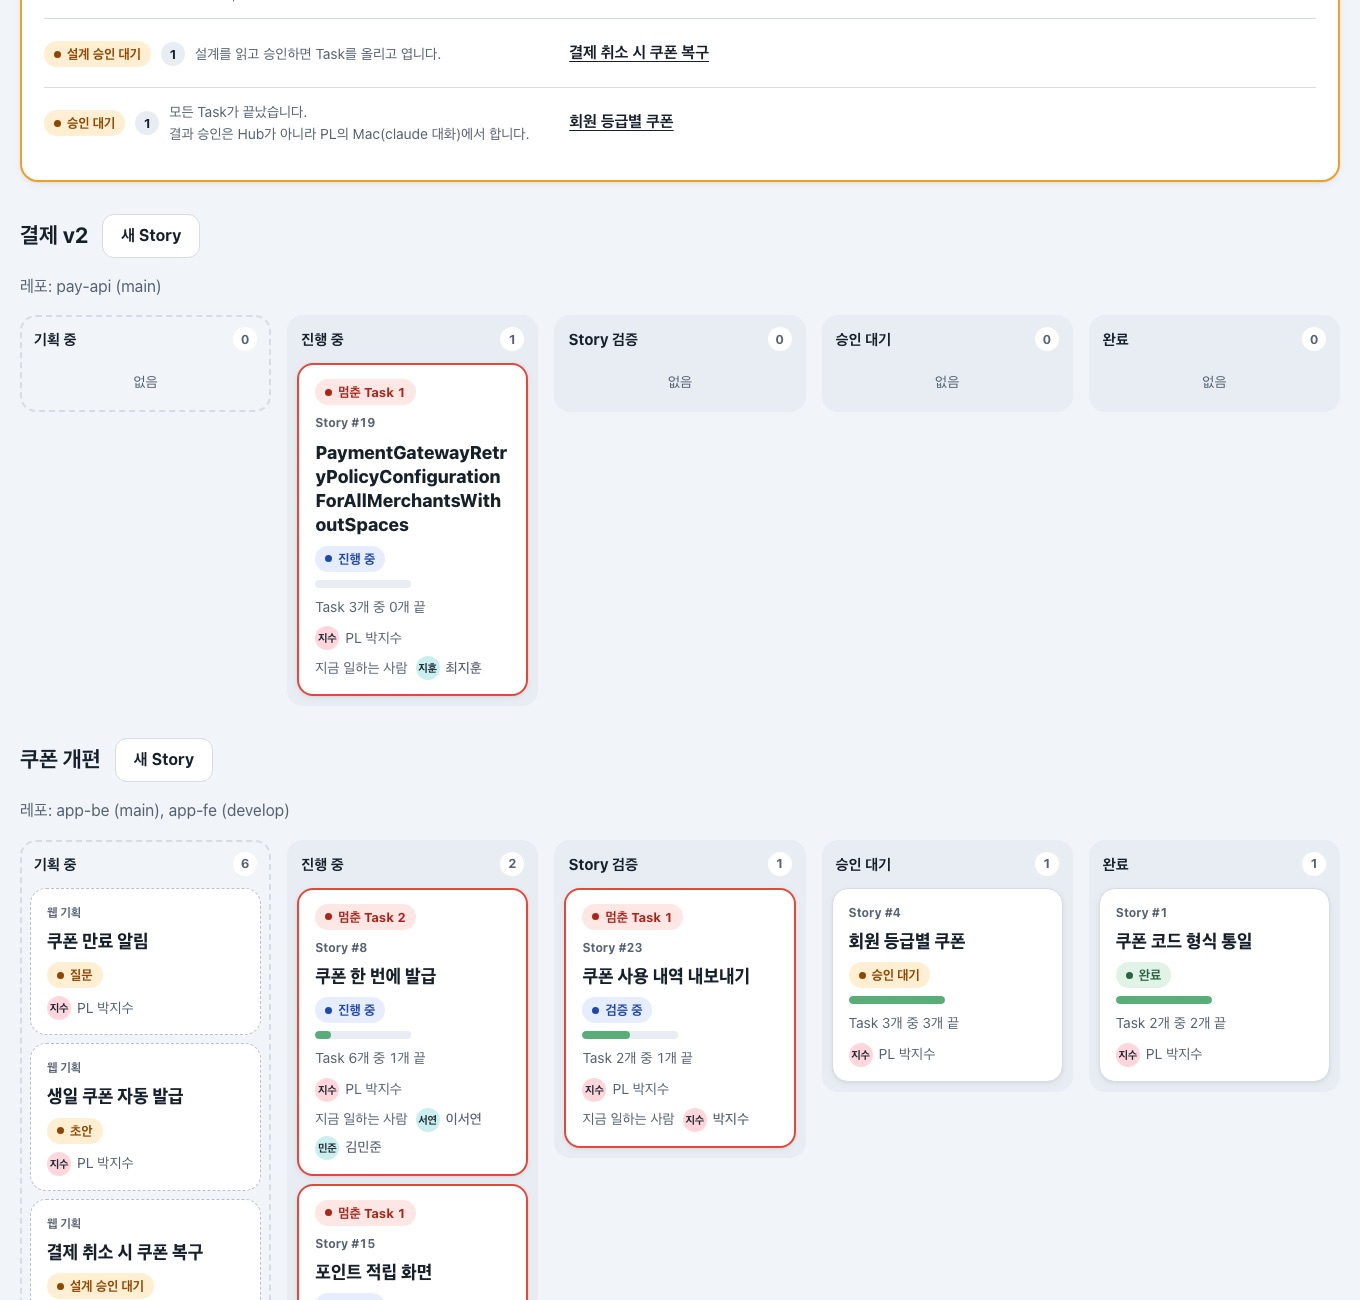 설계 승인 대기 1 설계를 읽고 승인하면 Task를 올리고 엽니다. 결제 취소 시 쿠폰 복구
승인 대기 1 모든 Task가 끝났습니다.
결과 승인은 Hub가 아니라 PL의 Mac(claude 대화)에서 합니다. 회원 등급별 쿠폰
결제 v2 새 Story
레포: pay-api (main)
기획 중 0
없음
진행 중 1
멈춘 Task 1
Story #19
PaymentGatewayRetr
yPolicyConfiguration
ForAllMerchantsWith
outSpaces
진행 중
Task 3개 중 0개 끝
지수 PL 박지수
지금 일하는 사람 지훈 최지훈
Story 검증 0
없음
승인 대기 0
없음
완료 0
없음
쿠폰 개편 새 Story
레포: app-be (main), app-fe (develop)
기획 중 6
웹 기획
쿠폰 만료 알림
질문
지수 PL 박지수
웹 기획
생일 쿠폰 자동 발급
초안
지수 PL 박지수
웹 기획
결제 취소 시 쿠폰 복구
설계 승인 대기
진행 중 2
멈춘 Task 2
Story #8
쿠폰 한 번에 발급
진행 중
Task 6개 중 1개 끝
지수 PL 박지수
지금 일하는 사람 서연 이서연
민준 김민준
멈춘 Task 1
Story #15
포인트 적립 화면
Story 검증 1
멈춘 Task 1
Story #23
쿠폰 사용 내역 내보내기
검증 중
Task 2개 중 1개 끝
지수 PL 박지수
지금 일하는 사람 지수 박지수
승인 대기 1
Story #4
회원 등급별 쿠폰
승인 대기
Task 3개 중 3개 끝
지수 PL 박지수
완료 1
Story #1
쿠폰 코드 형식 통일
완료
Task 2개 중 2개 끝
지수 PL 박지수